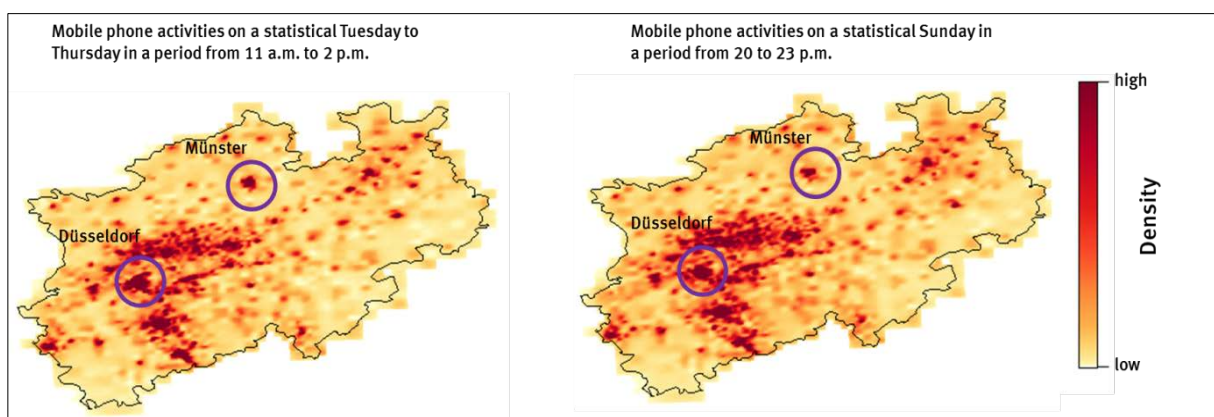 Mobile phone activities on a statistical Tuesday to
Thursday in a period from 11 a.m. to 2 p.m.
Mobile phone activities on a statistical Sunday in
a period from 20 to 23 p.m.
Münster
Düsseldorf
Münster
Düsseldorf
high
Density
low